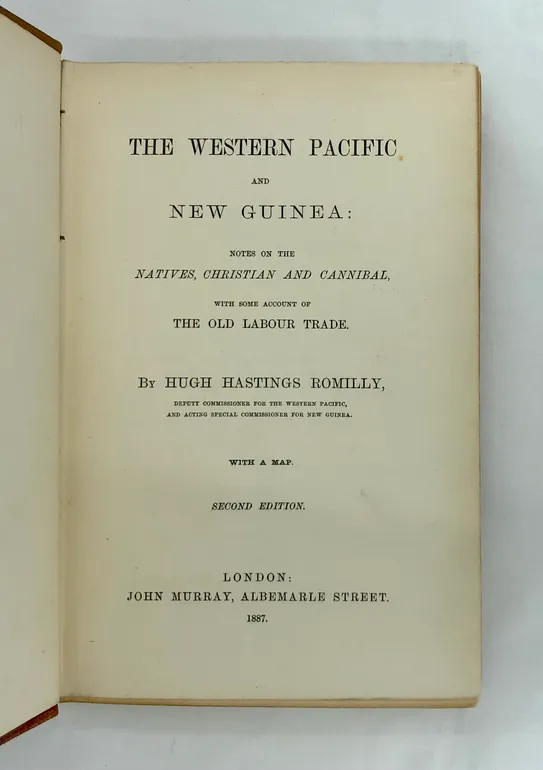 THE WESTERN PACIFIC
AND
NEW GUINEA:
NOTES ON THE
NATIVES, CHRISTIAN AND CANNIBAL,
WITH SOME ACCOUNT OF
THE OLD LABOUR TRADE.
BY HUGH HASTINGS ROMILLY,
DEPUTY COMMISSIONER FOR THE WESTERN PACIFIC,
AND ACTING SPECIAL COMMISSIONER FOR NEW GUINEA.
WITH A MAP.
SECOND EDITION.
LONDON:
JOHN MURRAY, ALBEMARLE STREET.
1887.